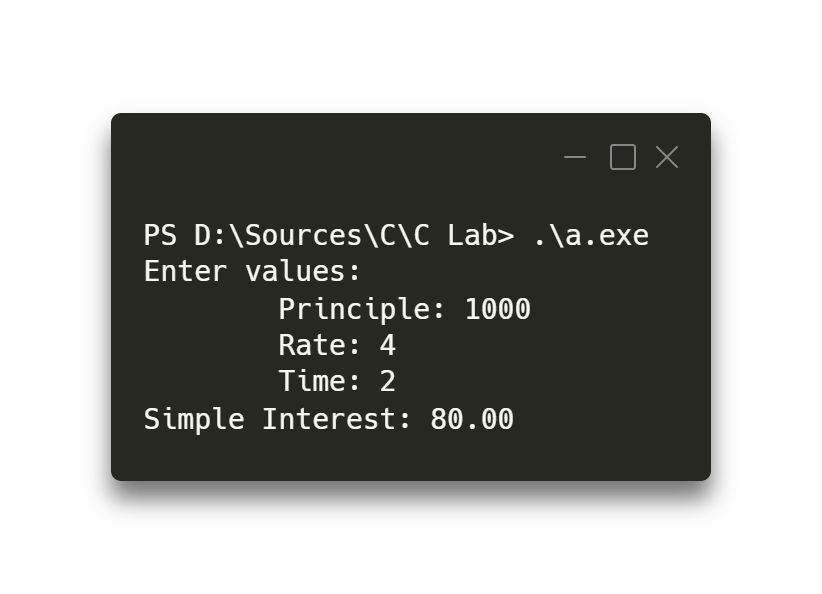 PS D:\Sources\C\C Lab> .\a.exe
Enter values:
        Principle: 1000
        Rate: 4
        Time: 2
Simple Interest: 80.00